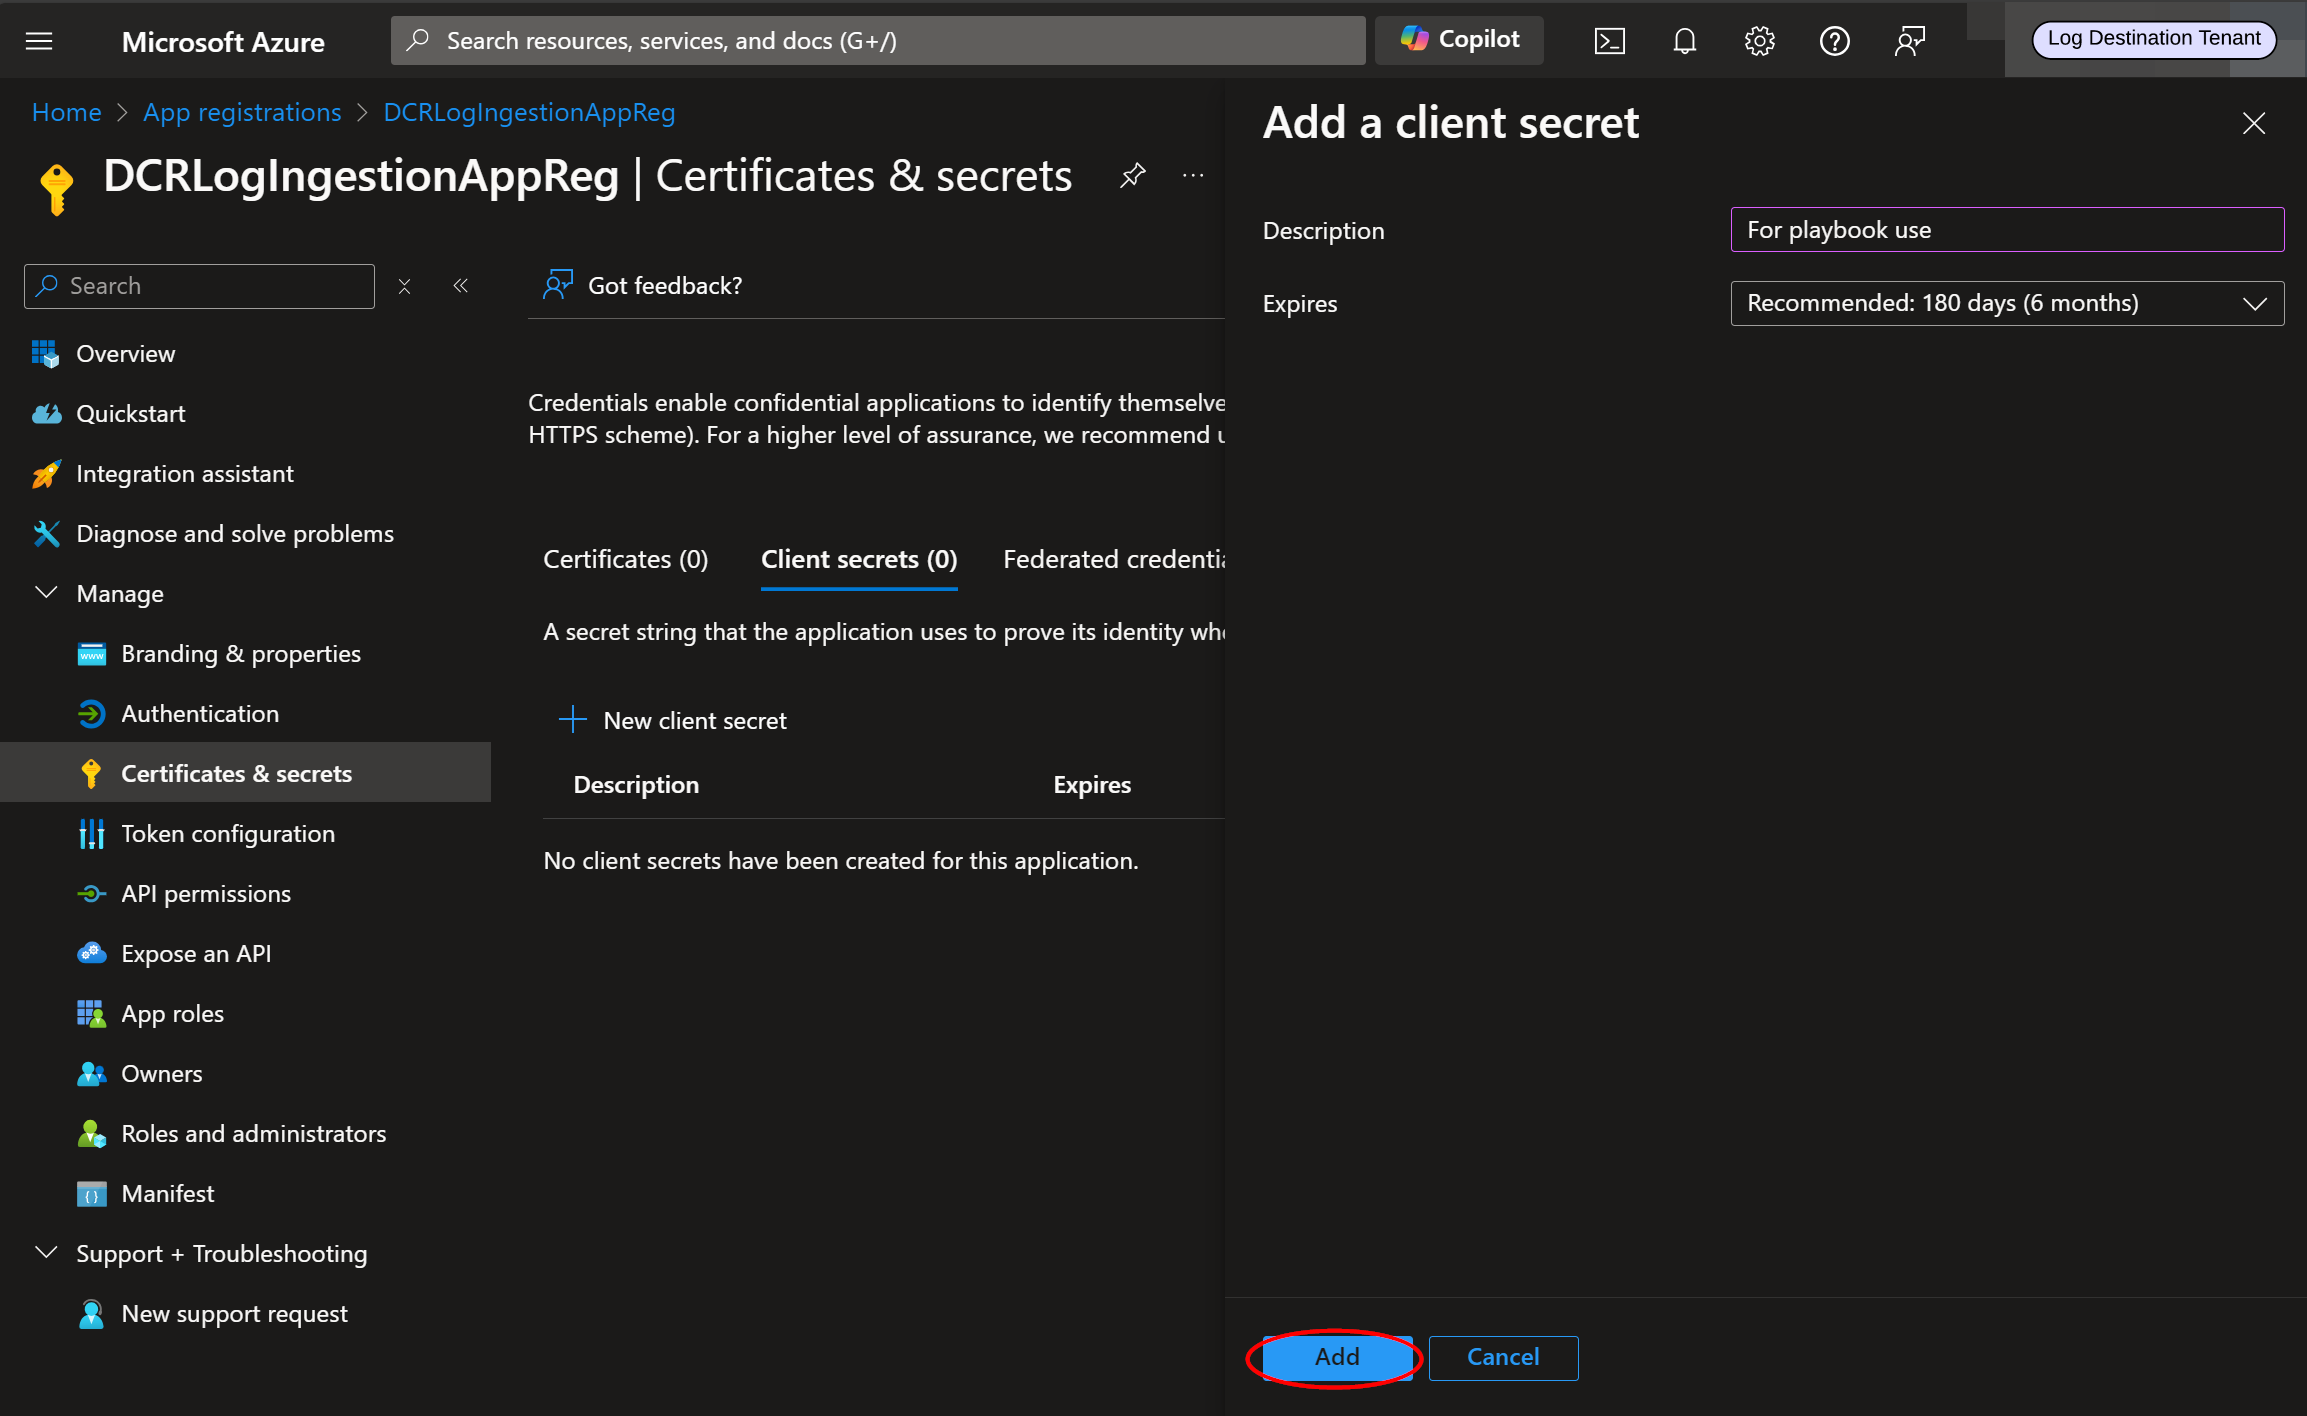 Microsoft Azure
Search resources, services, and docs (G+/)
Copilot
Log Destination Tenant
Home > App registrations > DCRLogIngestionAppReg
DCRLogIngestionAppReg | Certificates & secrets
Search
Overview
Quickstart
Integration assistant
Diagnose and solve problems
Manage
Branding & properties
Authentication
Certificates & secrets
Token configuration
API permissions
Expose an API
App roles
Owners
Roles and administrators
Manifest
Support + Troubleshooting
New support request
Got feedback?
Credentials enable confidential applications to identify themselve
HTTPS scheme). For a higher level of assurance, we recommend u
Certificates (0) Client secrets (0) Federated credentia
A secret string that the application uses to prove its identity whe
New client secret
Description Expires
No client secrets have been created for this application.
Add a client secret
Description For playbook use
Expires Recommended: 180 days (6 months)
Add Cancel